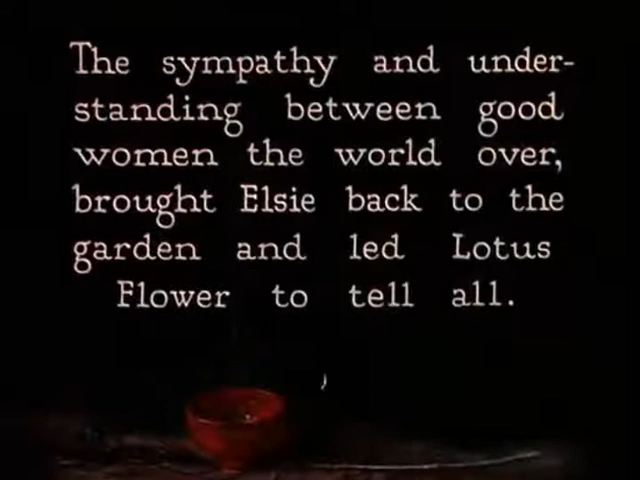 The sympathy and under-
standing between good
women the world over,
brought Elsie back to the
garden and led Lotus
Flower to tell all.